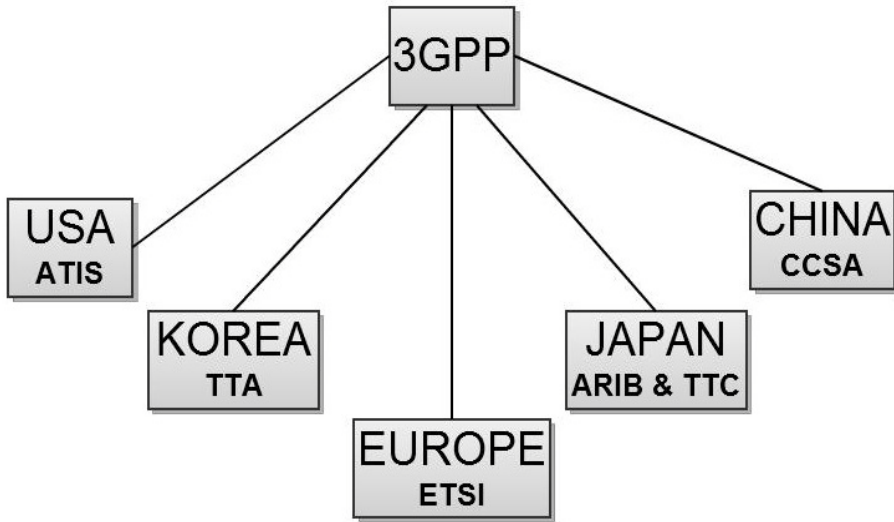 3GPP
USA
ATIS
CHINA
CCSA
KOREA
TTA
JAPAN
ARIB & TTC
EUROPE
ETSI